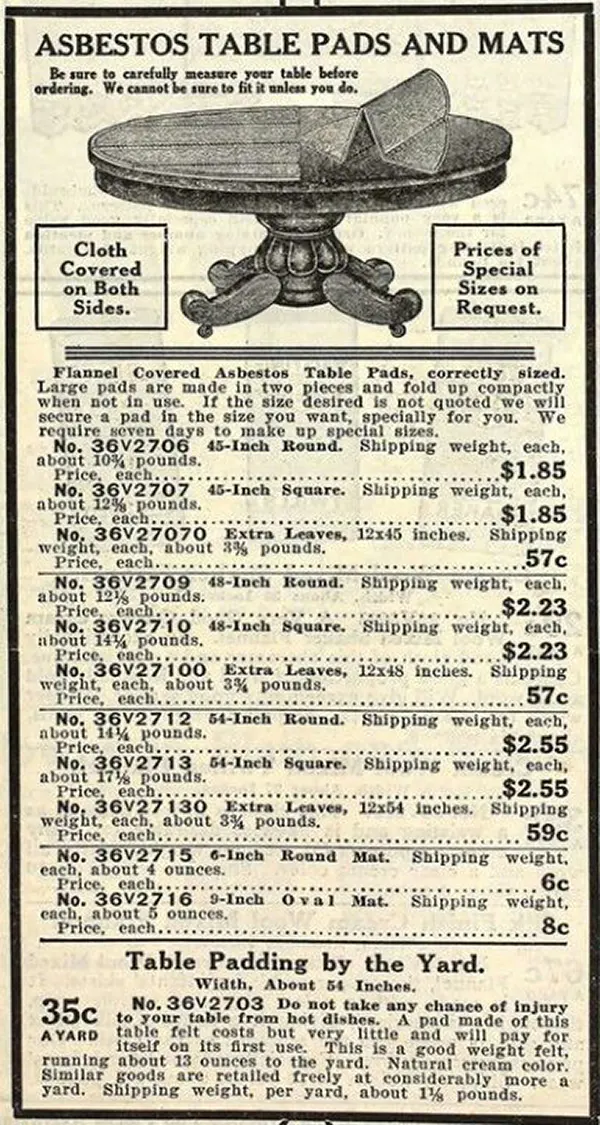 ASBESTOS TABLE PADS AND MATS
Be sure to carefully measure your table before
ordering. We cannot be sure to fit it unless you do.
Cloth
Covered
on Both
Sides.
Prices of
Special
Sizes on
Request.
Flannel Covered Asbestos Table Pads, correctly sized.
Large pads are made in two pieces and fold up compactly
when not in use. If the size desired is not quoted we will
secure a pad in the size you want, specially for you. We
require seven days to make up special sizes.
No. 36V2706 45-Inch Round. Shipping weight, each,
about 10¾ pounds.
Price, each....................$1.85
No. 36V2707 45-Inch Square. Shipping weight, each,
about 12⅜ pounds.
Price, each....................$1.85
No. 36V27070 Extra Leaves, 12x45 inches. Shipping
weight, each, about 3⅜ pounds.
Price, each....................57c
No. 36V2709 48-Inch Round. Shipping weight, each,
about 12⅛ pounds.
Price, each....................$2.23
No. 36V2710 48-Inch Square. Shipping weight, each,
about 14¼ pounds.
Price, each....................$2.23
No. 36V27100 Extra Leaves, 12x48 inches. Shipping
weight, each, about 3¾ pounds.
Price, each....................57c
No. 36V2712 54-Inch Round. Shipping weight, each,
about 14¼ pounds.
Price, each....................$2.55
No. 36V2713 54-Inch Square. Shipping weight, each,
about 17⅛ pounds.
Price, each....................$2.55
No. 36V27130 Extra Leaves, 12x54 inches. Shipping
weight, each, about 3¾ pounds.
Price, each....................59c
No. 36V2715 6-Inch Round Mat. Shipping weight,
each, about 4 ounces.
Price, each....................6c
No. 36V2716 9-Inch Oval Mat. Shipping weight,
each, about 5 ounces.
Price, each....................8c
Table Padding by the Yard.
Width, About 54 Inches.
35c
A YARD
No. 36V2703 Do not take any chance of injury
to your table from hot dishes. A pad made of this
table felt costs but very little and will pay for
itself on its first use. This is a good weight felt,
running about 13 ounces to the yard. Natural cream color.
Similar goods are retailed freely at considerably more a
yard. Shipping weight, per yard, about 1⅛ pounds.